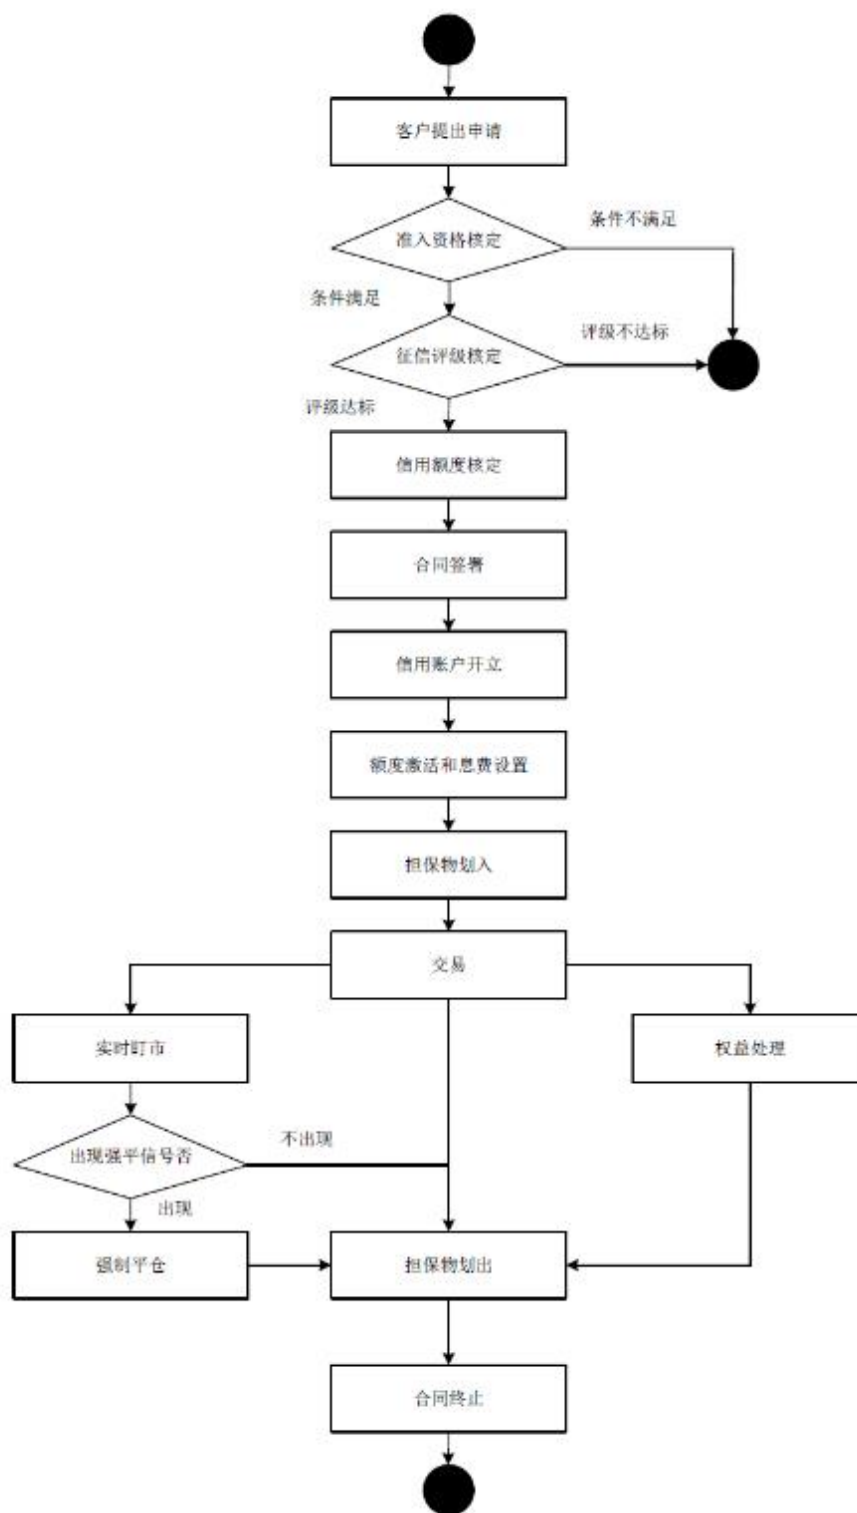 客户提出申请
准入资格核定
条件不满足
条件满足
征信评级核定
评级不达标
评级达标
信用额度核定
合同签署
信用账户开立
额度激活和息费设置
担保物划入
交易
实时盯市
权益处理
出现强平信号否
不出现
出现
强制平仓
担保物划出
合同终止